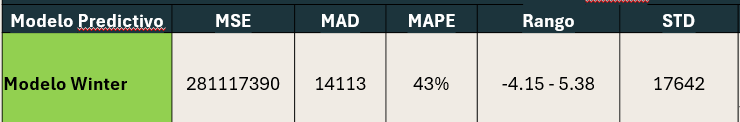 Modelo Predictivo MSE MAD MAPE Rango STD
Modelo Winter 281117390 14113 43% -4.15 - 5.38 17642